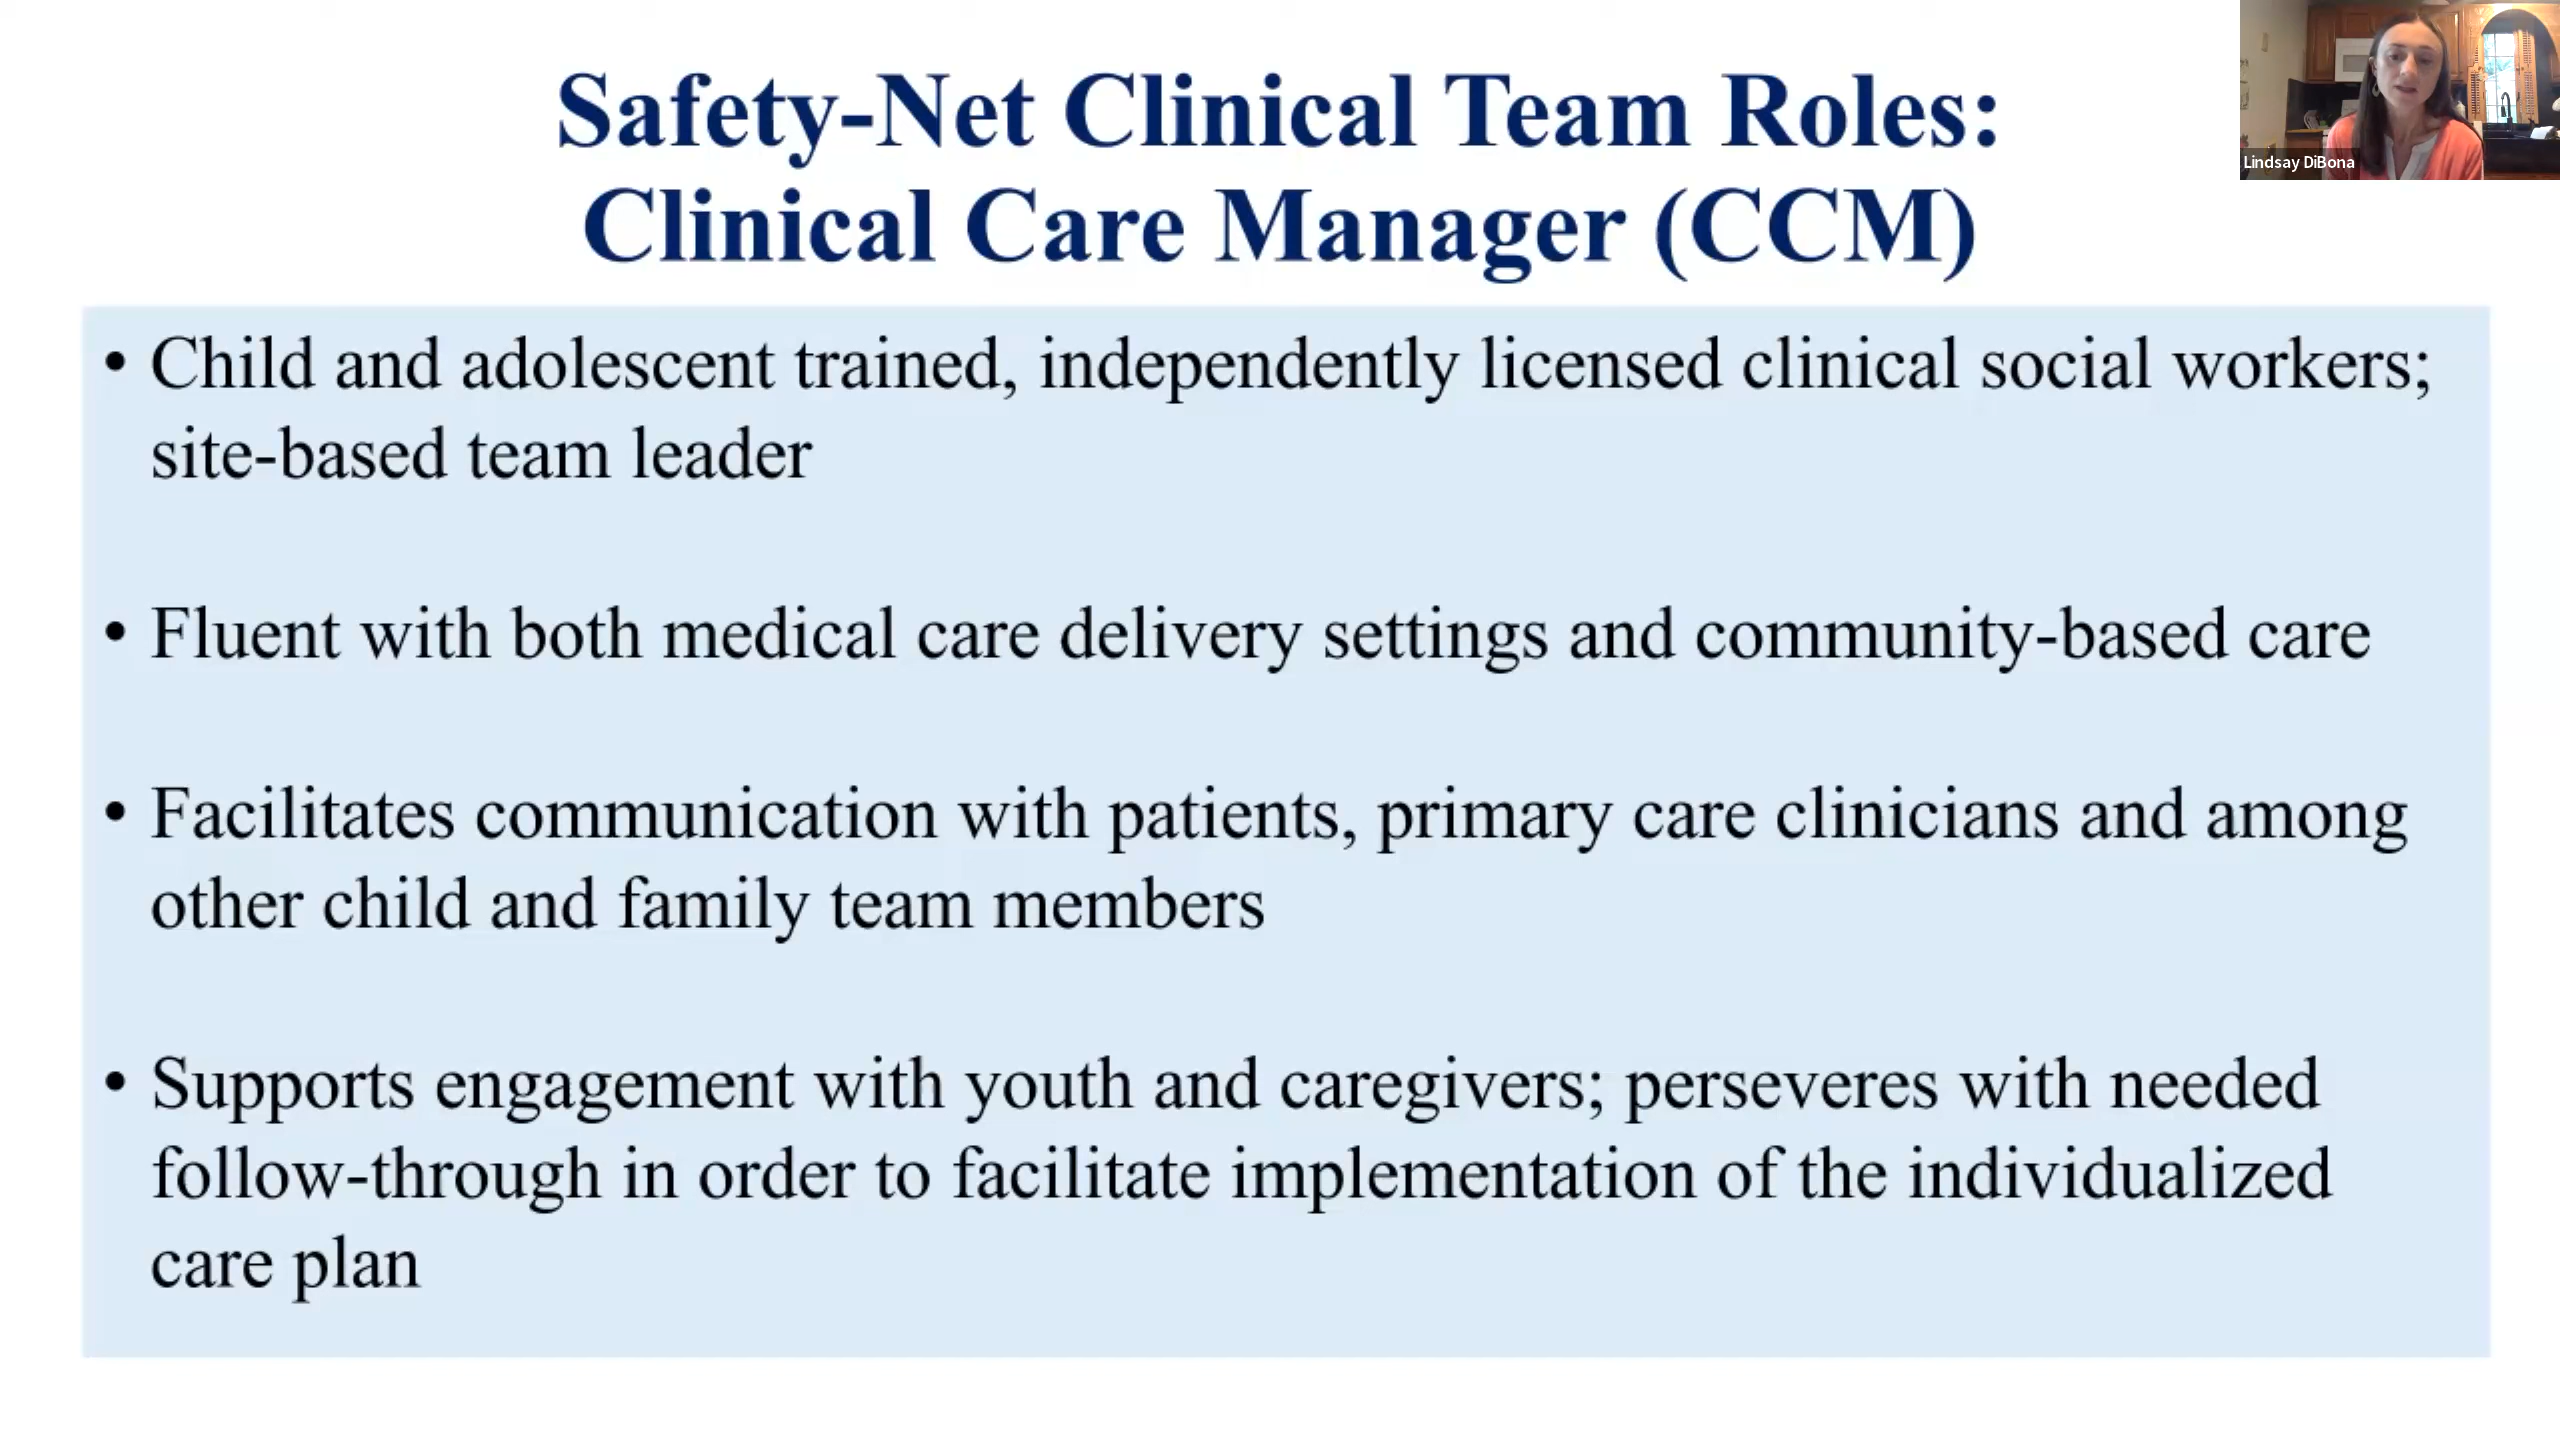 Safety-Net Clinical Team Roles:
Clinical Care Manager (CCM)
Lindsay DiBona
• Child and adolescent trained, independently licensed clinical social workers;
site-based team leader
• Fluent with both medical care delivery settings and community-based care
• Facilitates communication with patients, primary care clinicians and among
other child and family team members
• Supports engagement with youth and caregivers; perseveres with needed
follow-through in order to facilitate implementation of the individualized
care plan